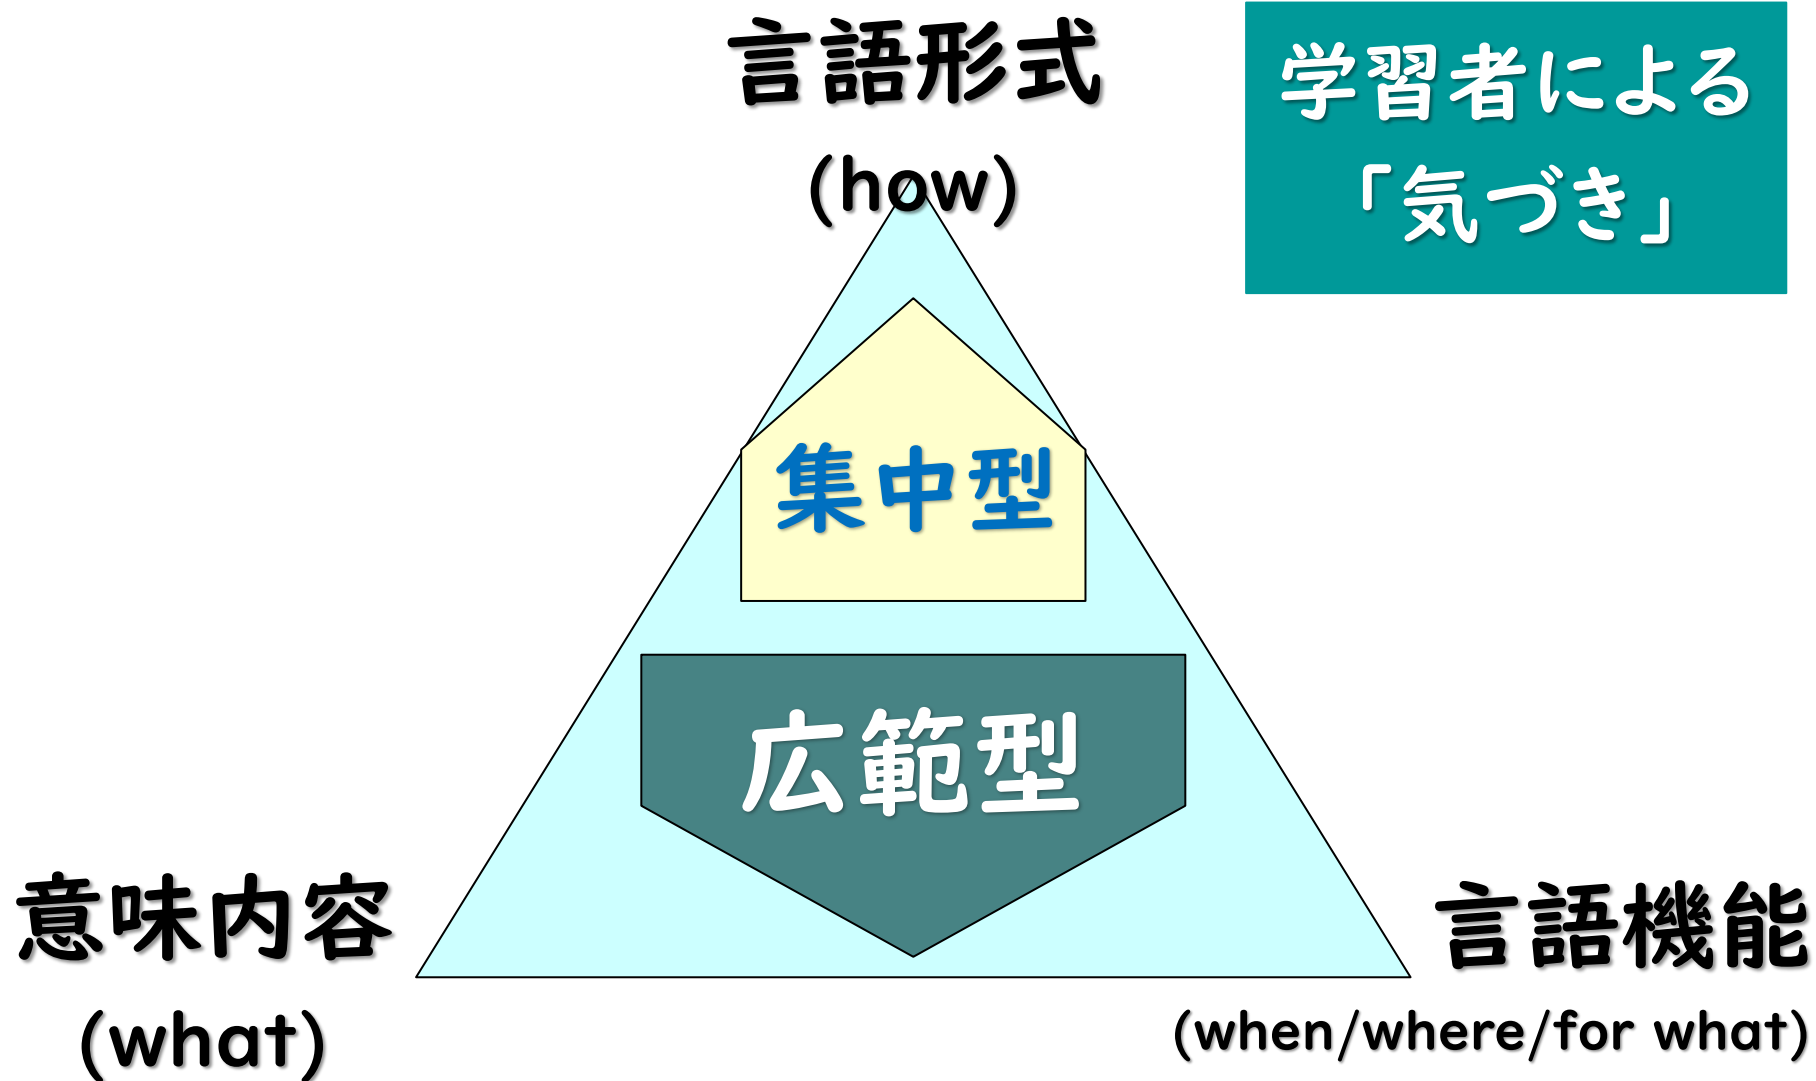 言語形式
(how)
学習者による
「気づき」
集中型
広範型
意味内容
(what)
言語機能
(when/where/for what)